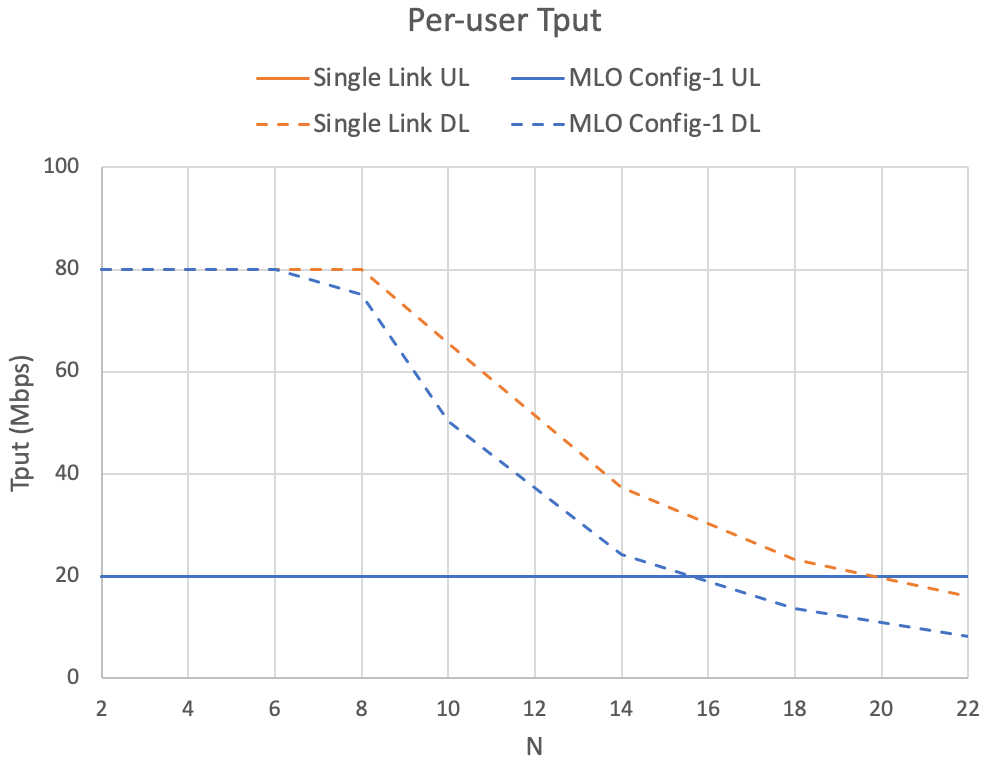 Per-user Tput
Single Link UL MLO Config-1 UL
Single Link DL MLO Config-1 DL
100
80
60
40
20
0
Tput (Mbps)
2 4 6 8 10 12 14 16 18 20 22
N